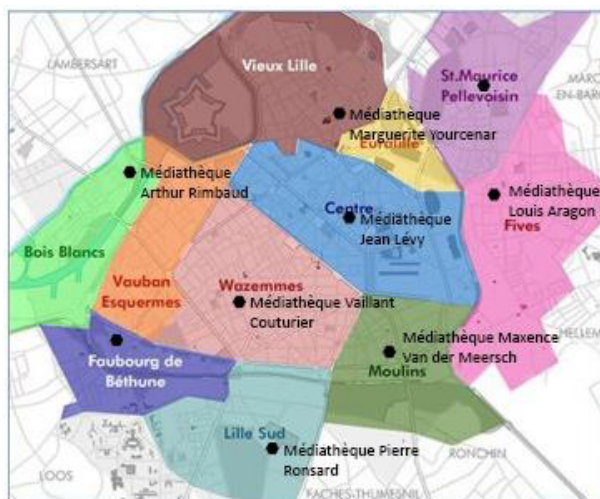 LAMBERSART
Vieux Lille
St.Maurice
Pellevoisin
Médiathèque
Marguerite Yourcenar
Euralille
Médiathèque
Arthur Rimbaud
Centre
Médiathèque
Jean Lévy
Médiathèque
Louis Aragon
Fives
Bois Blancs
Vauban
Esquermes
Wazemmes
Médiathèque Vaillant
Couturier
Médiathèque Maxence
Van der Meersch
Moulins
Faubourg de
Béthune
Lille Sud
Médiathèque Pierre
Ronsard
LOOS
RONCHIN